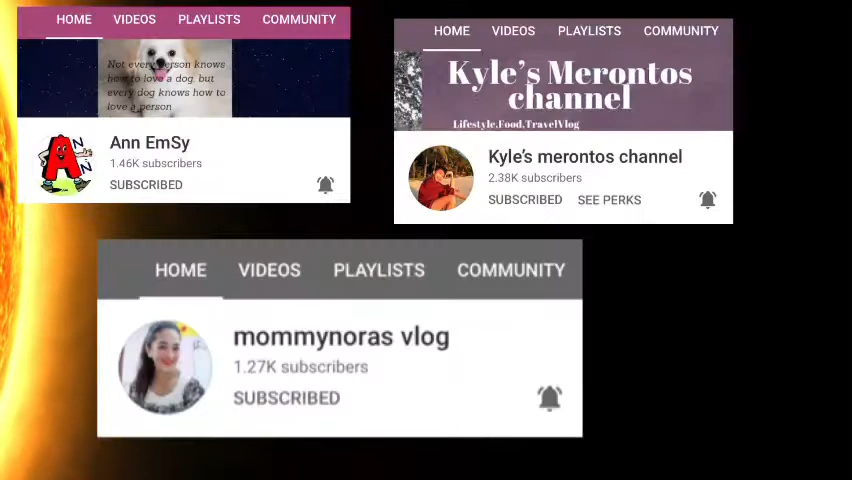 HOME VIDEOS PLAYLISTS COMMUNITY
Not every person knows
how to love a dog, but
every dog knows how to
love a person
Ann EmSy
1.46K subscribers
SUBSCRIBED
HOME VIDEOS PLAYLISTS COMMUNITY
Kyle's Merontos
channel
Lifestyle.Food.TravelVlog
Kyle's merontos channel
2.38K subscribers
SUBSCRIBED SEE PERKS
HOME VIDEOS PLAYLISTS COMMUNITY
mommynoras vlog
1.27K subscribers
SUBSCRIBED